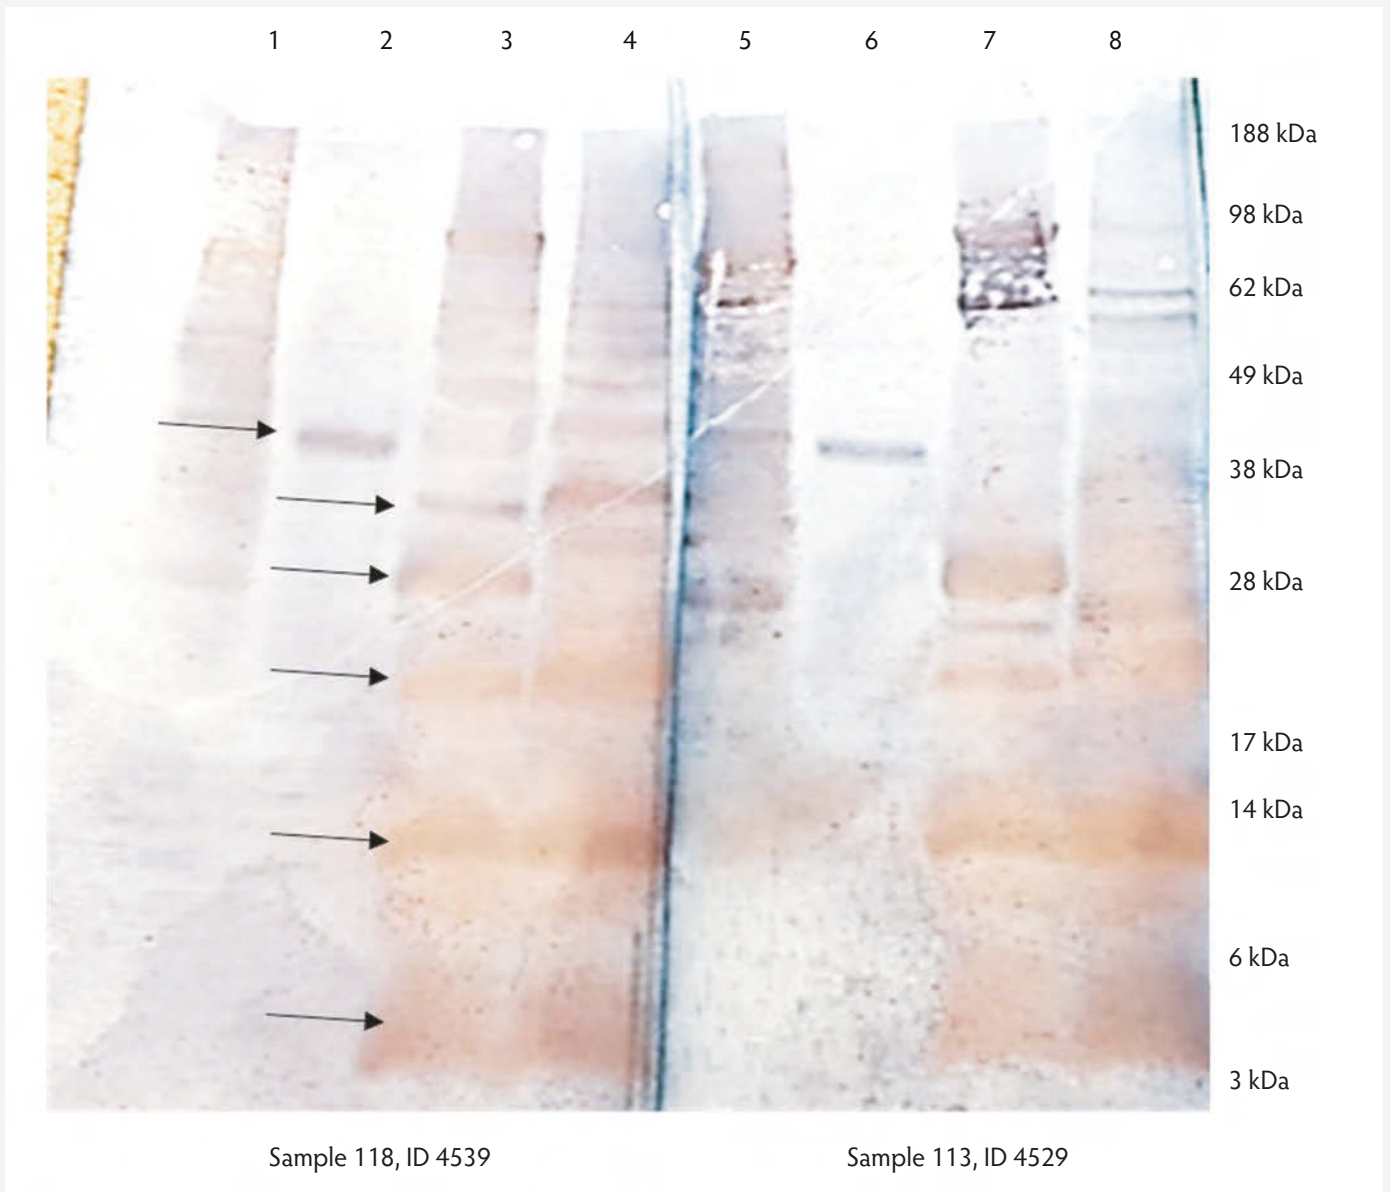 1 2 3 4 5 6 7 8
188 kDa
98 kDa
62 kDa
49 kDa
38 kDa
28 kDa
17 kDa
14 kDa
6 kDa
3 kDa
Sample 118, ID 4539 Sample 113, ID 4529